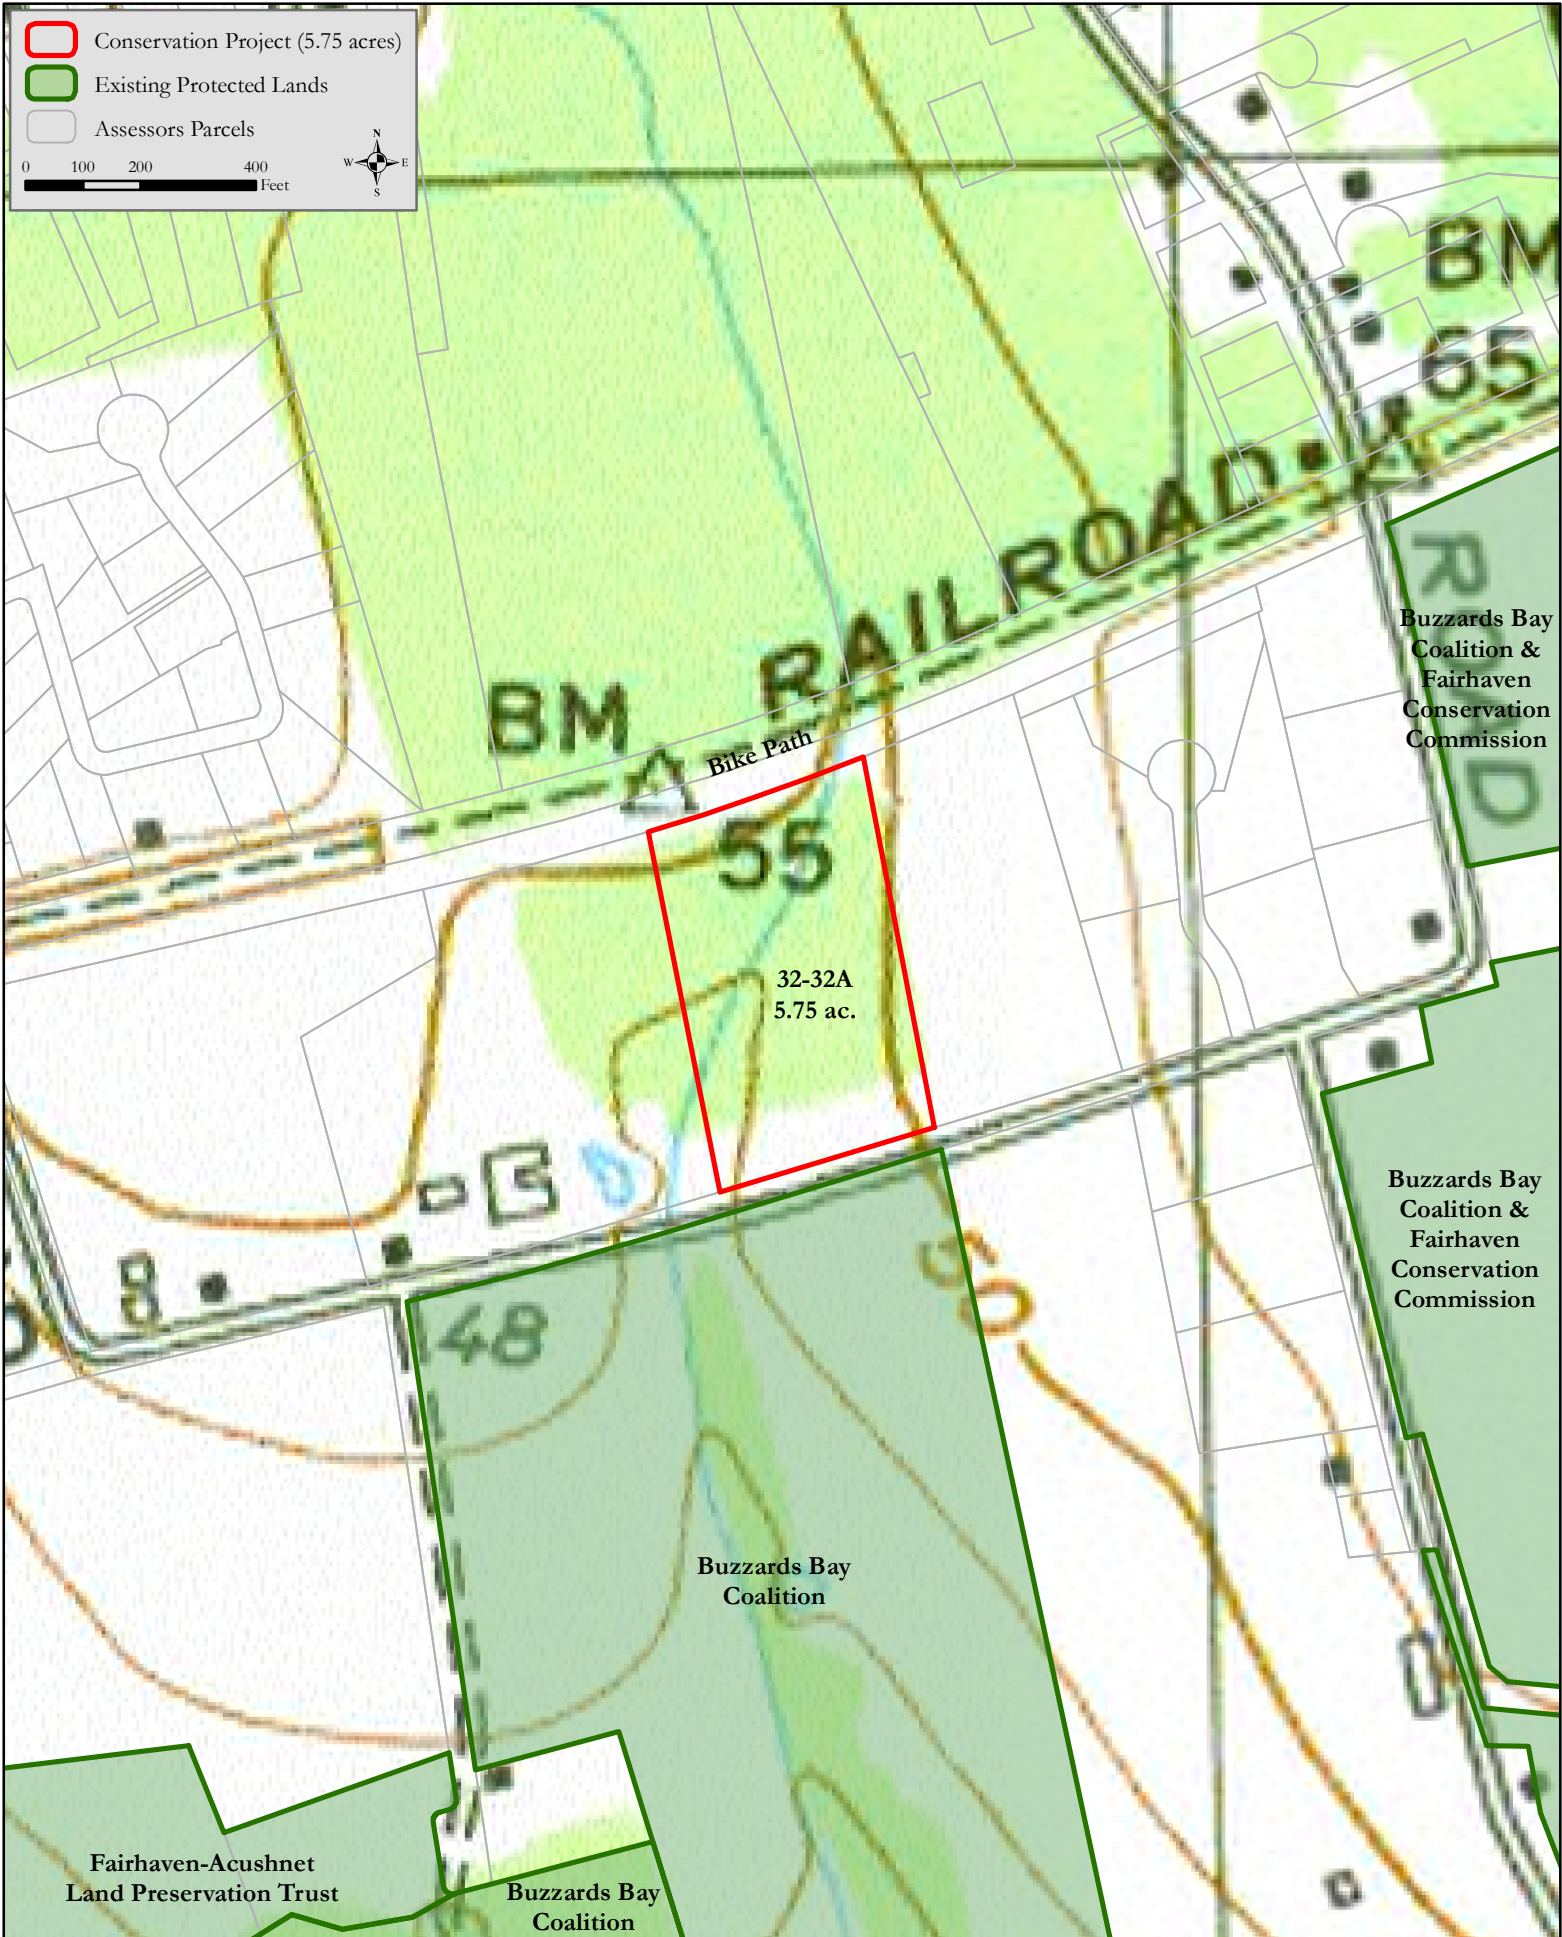 Conservation Project (5.75 acres)
Existing Protected Lands
Assessors Parcels
0 100 200 400
Feet
N
W E
S
BM
65
RAILROAD
ROAD
Buzzards Bay
Coalition &
Fairhaven
Conservation
Commission
BM
Bike Path
55
32-32A
5.75 ac.
Buzzards Bay
Coalition &
Fairhaven
Conservation
Commission
50
48
Buzzards Bay
Coalition
Fairhaven-Acushnet
Land Preservation Trust
Buzzards Bay
Coalition